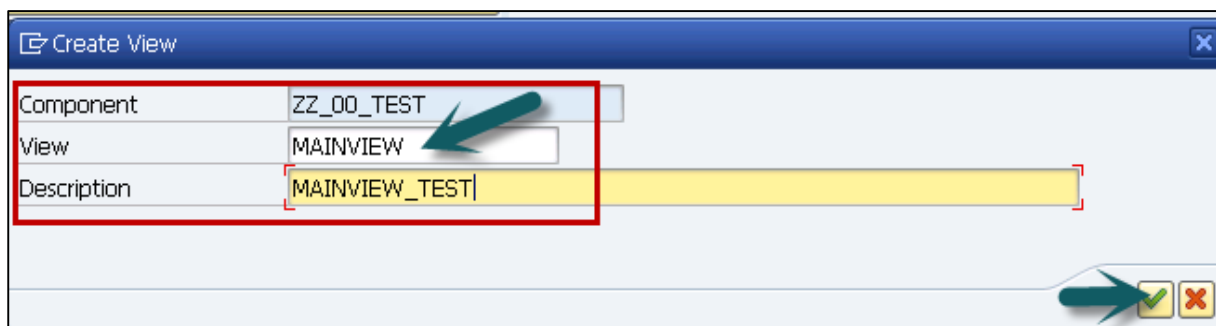 Create View
Component ZZ_00_TEST
View MAINVIEW
Description MAINVIEW_TEST